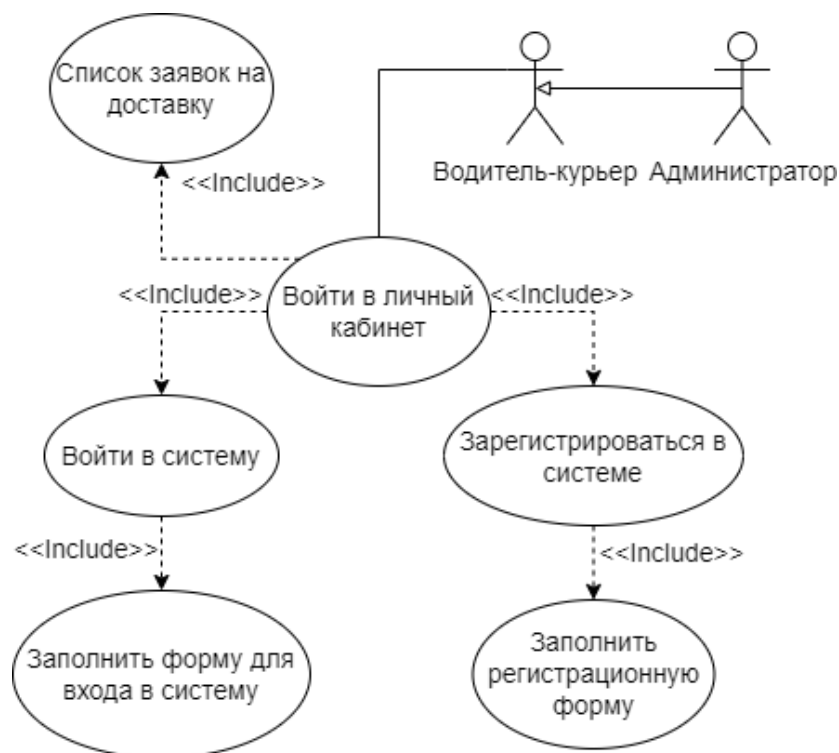 Список заявок на
доставку
<<Include>>
Водитель-курьер
Администратор
<<Include>>
Войти в личный
кабинет
<<Include>>
Войти в систему
Зарегистрироваться в
системе
<<Include>>
<<Include>>
Заполнить форму для
входа в систему
Заполнить
регистрационную
форму